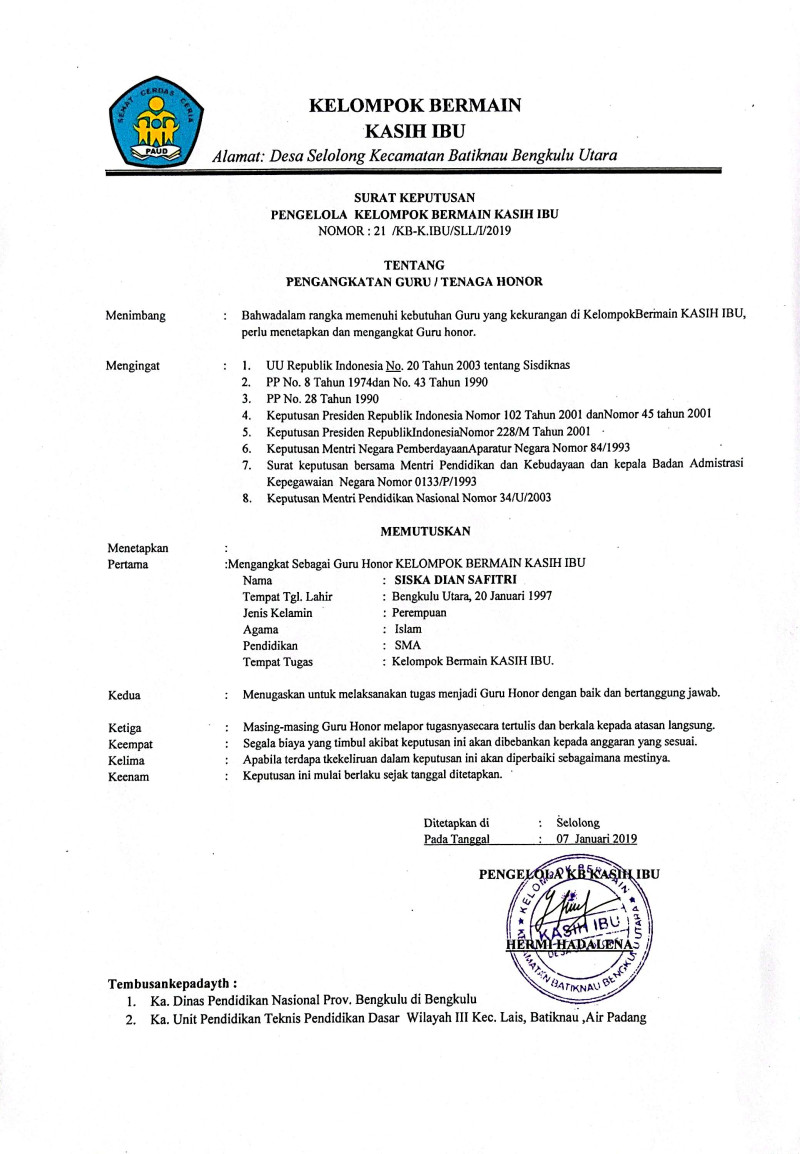 SEHAT CERDAS CERIA
PAUD
KELOMPOK BERMAIN
KASIH IBU
Alamat: Desa Selolong Kecamatan Batiknau Bengkulu Utara
SURAT KEPUTUSAN
PENGELOLA KELOMPOK BERMAIN KASIH IBU
NOMOR : 21 /KB-K.IBU/SLL/I/2019
TENTANG
PENGANGKATAN GURU / TENAGA HONOR
Menimbang : Bahwadalam rangka memenuhi kebutuhan Guru yang kekurangan di KelompokBermain KASIH IBU,
perlu menetapkan dan mengangkat Guru honor.
Mengingat : 1. UU Republik Indonesia No. 20 Tahun 2003 tentang Sisdiknas
2. PP No. 8 Tahun 1974dan No. 43 Tahun 1990
3. PP No. 28 Tahun 1990
4. Keputusan Presiden Republik Indonesia Nomor 102 Tahun 2001 danNomor 45 tahun 2001
5. Keputusan Presiden RepublikIndonesiaNomor 228/M Tahun 2001
6. Keputusan Mentri Negara PemberdayaanAparatur Negara Nomor 84/1993
7. Surat keputusan bersama Mentri Pendidikan dan Kebudayaan dan kepala Badan Admistrasi
Kepegawaian Negara Nomor 0133/P/1993
8. Keputusan Mentri Pendidikan Nasional Nomor 34/U/2003
MEMUTUSKAN
Menetapkan :
Pertama :Mengangkat Sebagai Guru Honor KELOMPOK BERMAIN KASIH IBU
Nama : SISKA DIAN SAFITRI
Tempat Tgl. Lahir : Bengkulu Utara, 20 Januari 1997
Jenis Kelamin : Perempuan
Agama : Islam
Pendidikan : SMA
Tempat Tugas : Kelompok Bermain KASIH IBU.
Kedua : Menugaskan untuk melaksanakan tugas menjadi Guru Honor dengan baik dan bertanggung jawab.
Ketiga : Masing-masing Guru Honor melapor tugasnyasecara tertulis dan berkala kepada atasan langsung.
Keempat : Segala biaya yang timbul akibat keputusan ini akan dibebankan kepada anggaran yang sesuai.
Kelima : Apabila terdapa tkekeliruan dalam keputusan ini akan diperbaiki sebagaimana mestinya.
Keenam : Keputusan ini mulai berlaku sejak tanggal ditetapkan.
Ditetapkan di : Selolong
Pada Tanggal : 07 Januari 2019
PENGELOLA KB KASIH IBU
KELOMPOK BERMAIN
KASIH IBU
HERMI HADALENA
BATIKNAU BENGKULU UTARA
Tembusankepadayth :
1. Ka. Dinas Pendidikan Nasional Prov. Bengkulu di Bengkulu
2. Ka. Unit Pendidikan Teknis Pendidikan Dasar Wilayah III Kec. Lais, Batiknau ,Air Padang